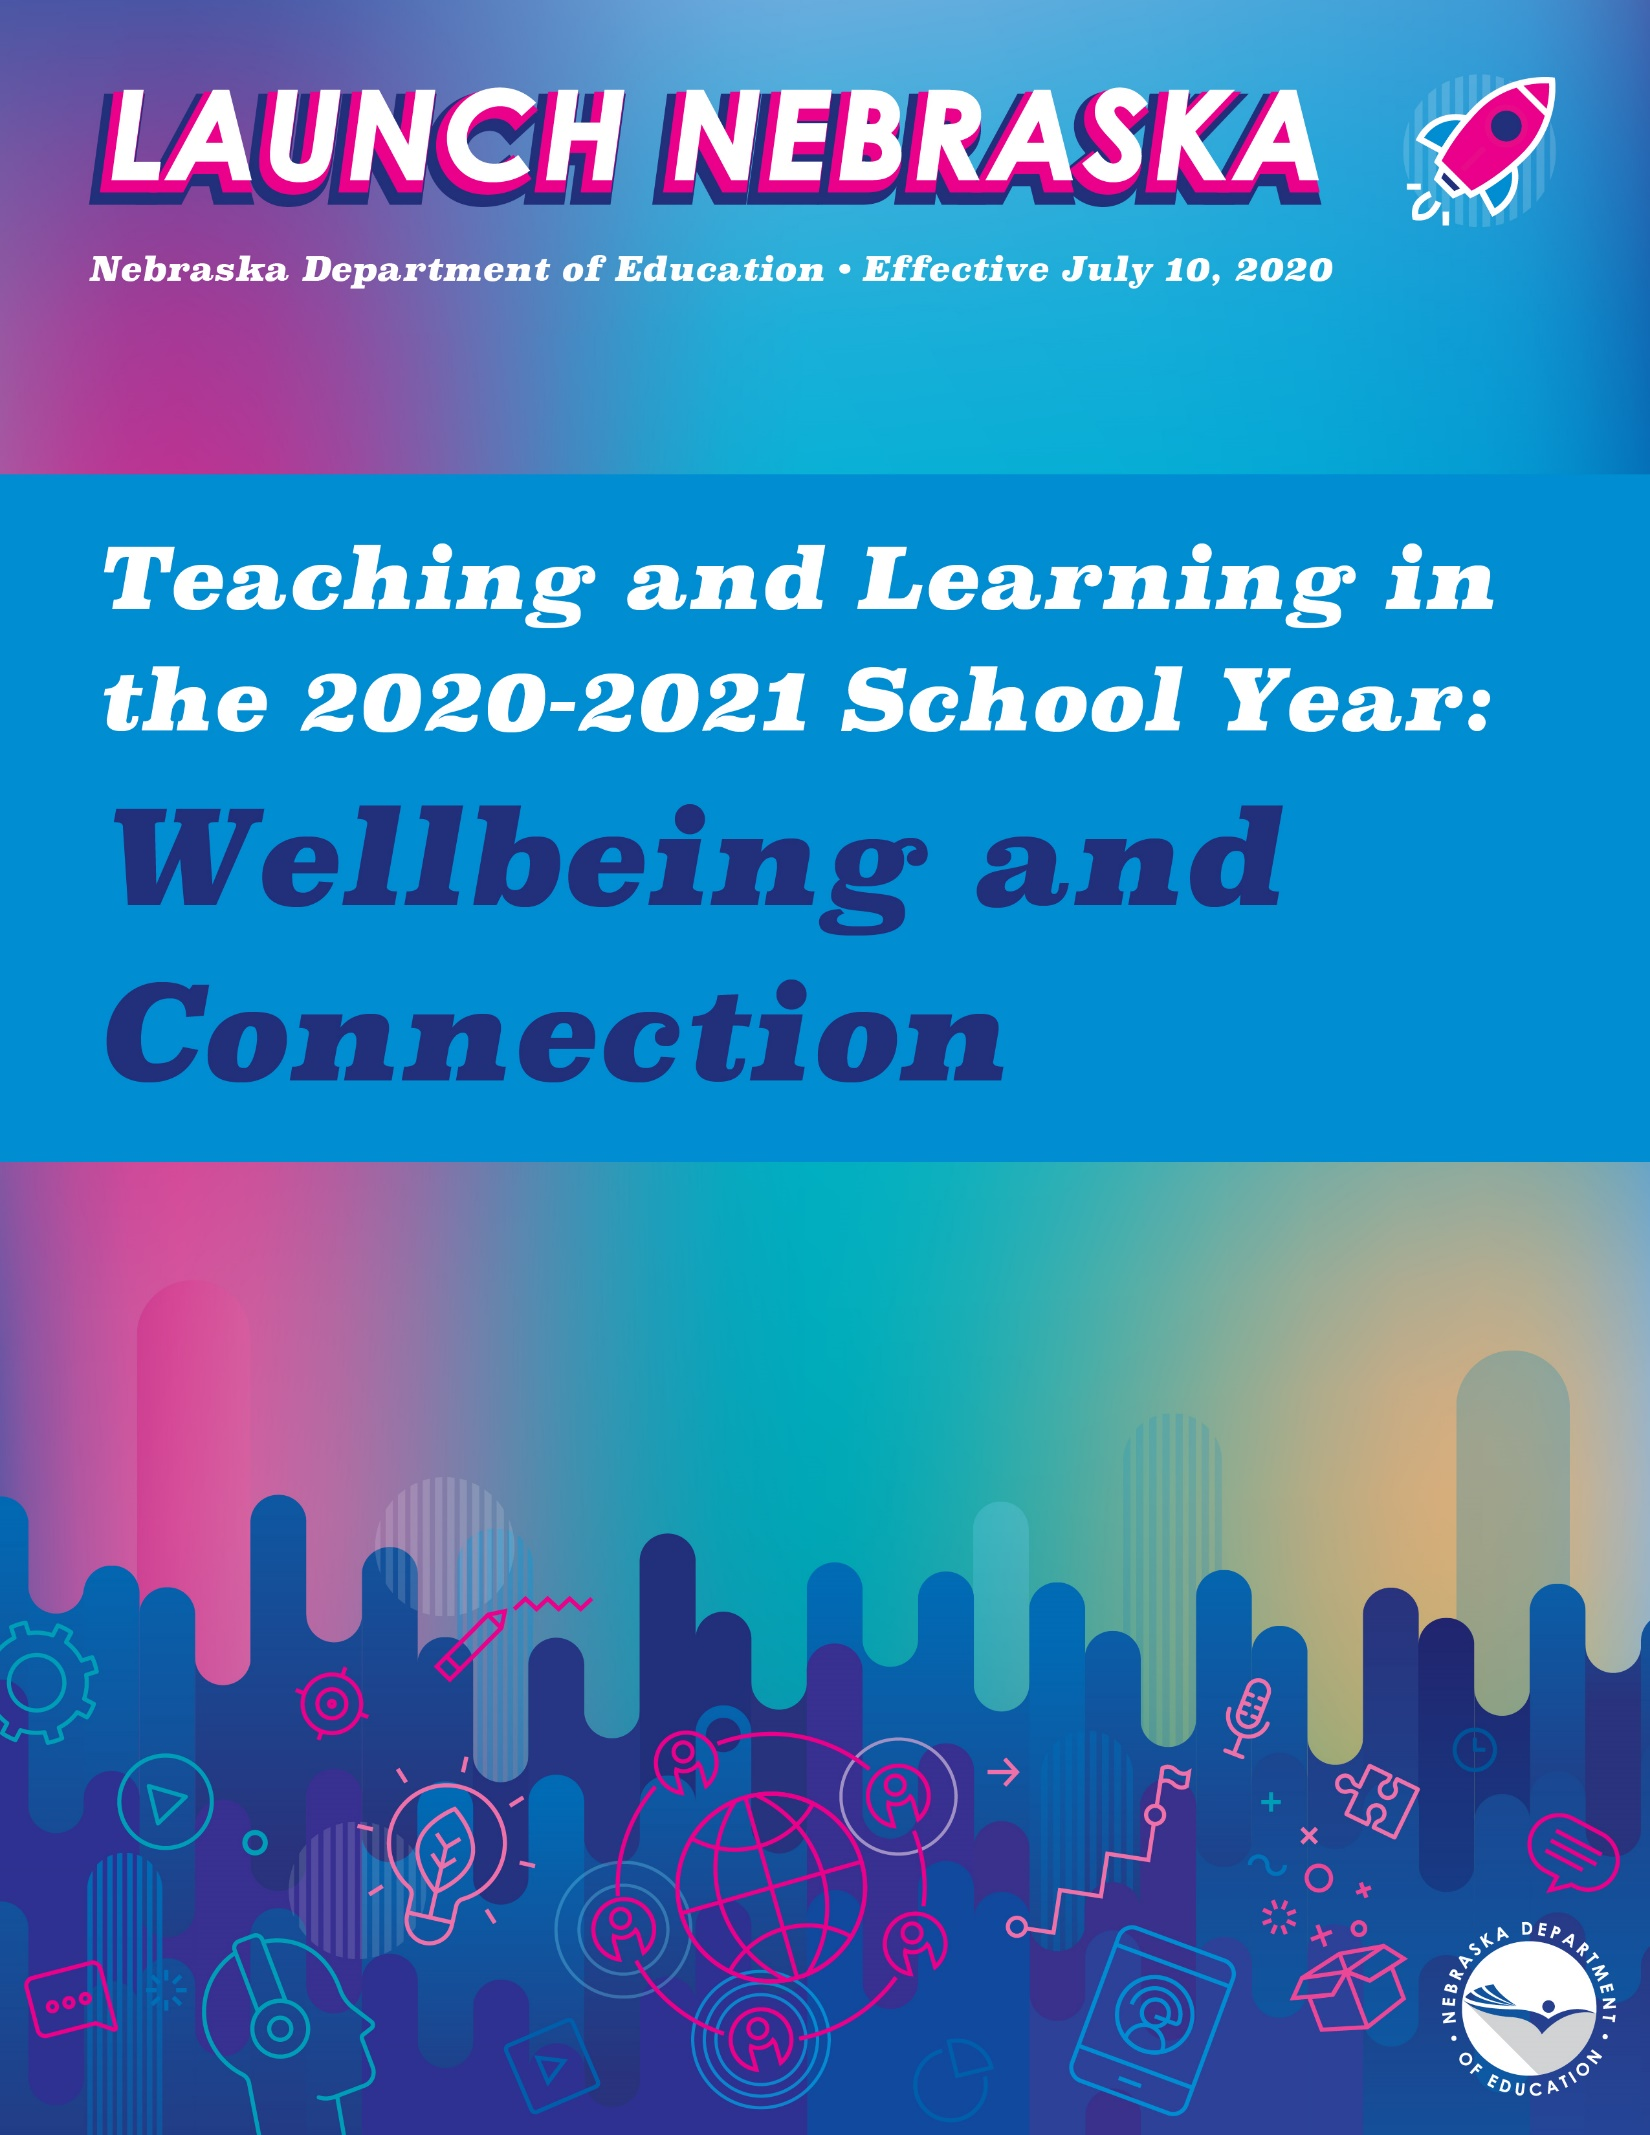 LAUNCH NEBRASKA
Nebraska Department of Education • Effective July 10, 2020
Teaching and Learning in
the 2020-2021 School Year:
Wellbeing and
Connection
NEBRASKA DEPARTMENT
• OF EDUCATION •